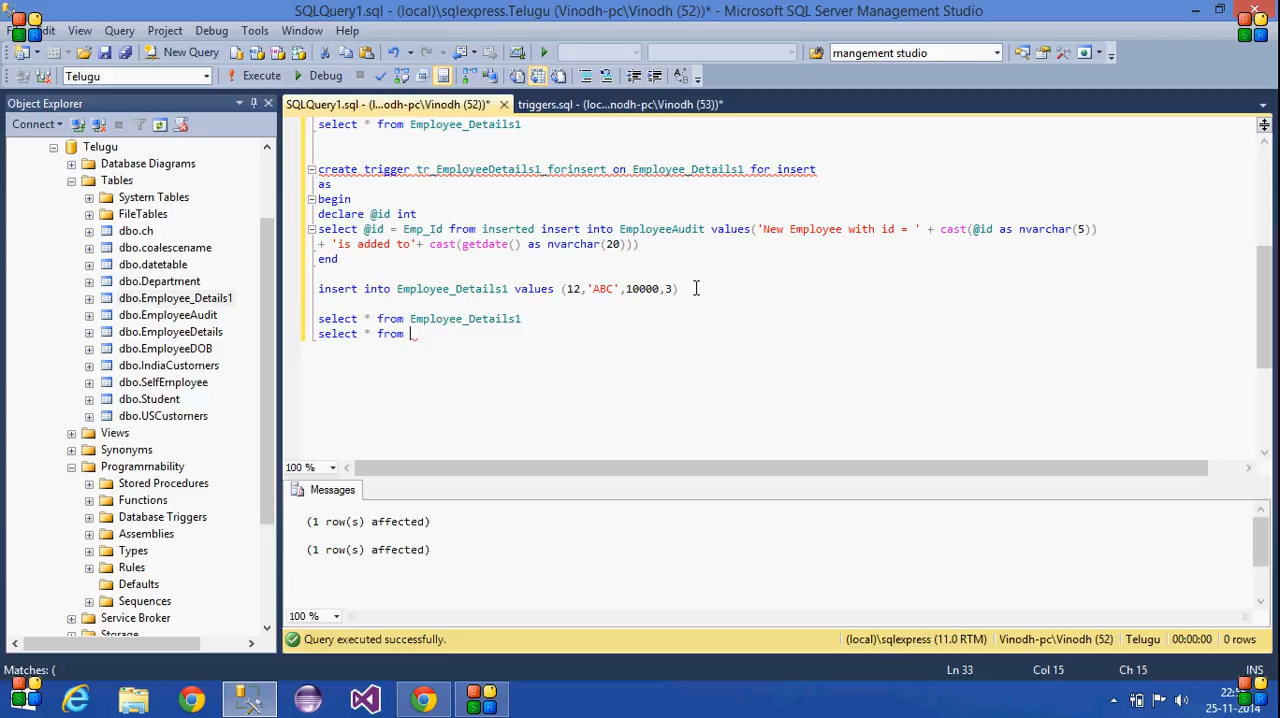 SQLQuery1.sql - (local)\sqlexpress.Telugu (Vinodh-pc\Vinodh (52))* - Microsoft SQL Server Management Studio
View Query Project Debug Tools Window Help
New Query mangement studio
Telugu Execute Debug
Object Explorer
SQLQuery1.sql - (l...odh-pc\Vinodh (52))* triggers.sql - (loc...nodh-pc\Vinodh (53))*
Connect
Telugu
Database Diagrams
Tables
System Tables
FileTables
dbo.ch
dbo.coalescename
dbo.datetable
dbo.Department
dbo.Employee_Details1
dbo.EmployeeAudit
dbo.EmployeeDetails
dbo.EmployeeDOB
dbo.IndiaCustomers
dbo.SelfEmployee
dbo.Student
dbo.USCustomers
Views
Synonyms
Programmability
Stored Procedures
Functions
Database Triggers
Assemblies
Types
Rules
Defaults
Sequences
Service Broker
Storage
select * from Employee_Details1
create trigger tr_EmployeeDetails1_forinsert on Employee_Details1 for insert
as
begin
declare @id int
select @id = Emp_Id from inserted insert into EmployeeAudit values('New Employee with id = ' + cast(@id as nvarchar(5))
+ 'is added to'+ cast(getdate() as nvarchar(20)))
end
insert into Employee_Details1 values (12,'ABC',10000,3)
select * from Employee_Details1
select * from
100 %
Messages
(1 row(s) affected)
(1 row(s) affected)
100 %
Query executed successfully. (local)\sqlexpress (11.0 RTM) Vinodh-pc\Vinodh (52) Telugu 00:00:00 0 rows
Matches: ( Ln 33 Col 15 Ch 15 INS
25-11-2014